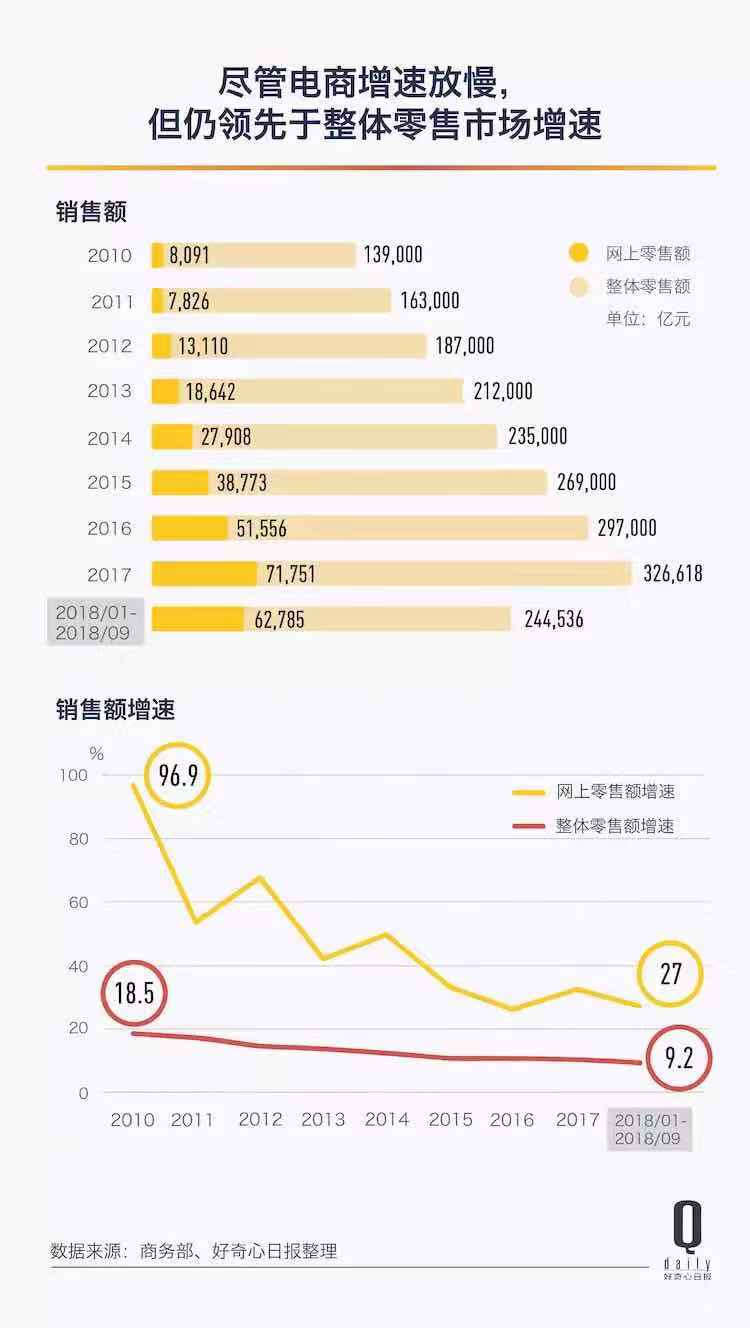 尽管电商增速放慢,
但仍领先于整体零售市场增速
销售额
2010 8,091 139,000 网上零售额
2011 7,826 163,000 整体零售额
单位：亿元
2012 13,110 187,000
2013 18,642 212,000
2014 27,908 235,000
2015 38,773 269,000
2016 51,556 297,000
2017 71,751 326,618
2018/01-
2018/09 62,785 244,536
销售额增速
%
100 96.9 网上零售额增速
整体零售额增速
80
60
40 27
18.5
20 9.2
0
2010 2011 2012 2013 2014 2015 2016 2017 2018/01-
2018/09
数据来源：商务部、好奇心日报整理
Q
daily
好奇心日报